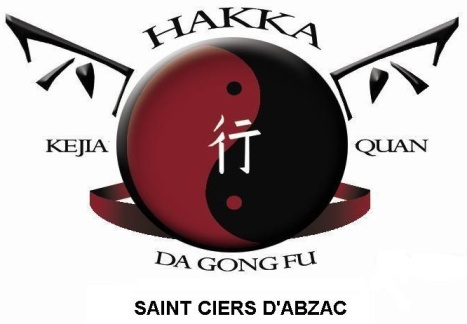 HAKKA
KEJIA 行 QUAN
DA GONG FU
SAINT CIERS D'ABZAC